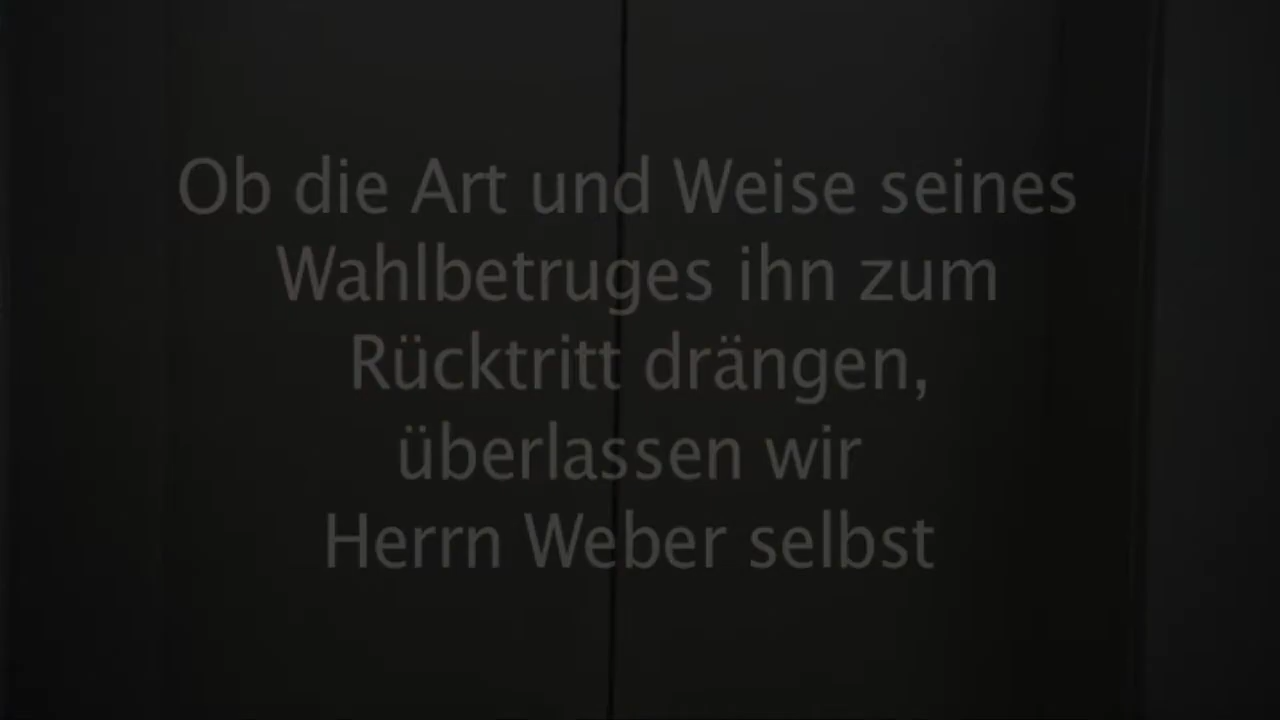 Ob die Art und Weise seines
Wahlbetruges ihn zum
Rücktritt drängen,
überlassen wir
Herrn Weber selbst